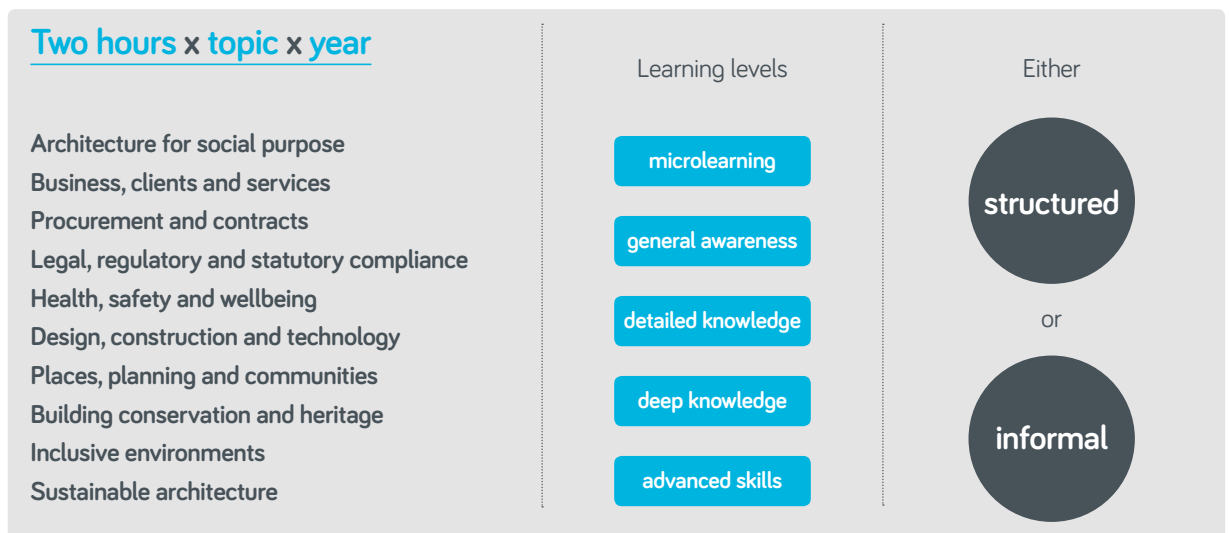 Two hours x topic x year
Architecture for social purpose
Business, clients and services
Procurement and contracts
Legal, regulatory and statutory compliance
Health, safety and wellbeing
Design, construction and technology
Places, planning and communities
Building conservation and heritage
Inclusive environments
Sustainable architecture
Learning levels
microlearning
general awareness
detailed knowledge
deep knowledge
advanced skills
Either
structured
or
informal